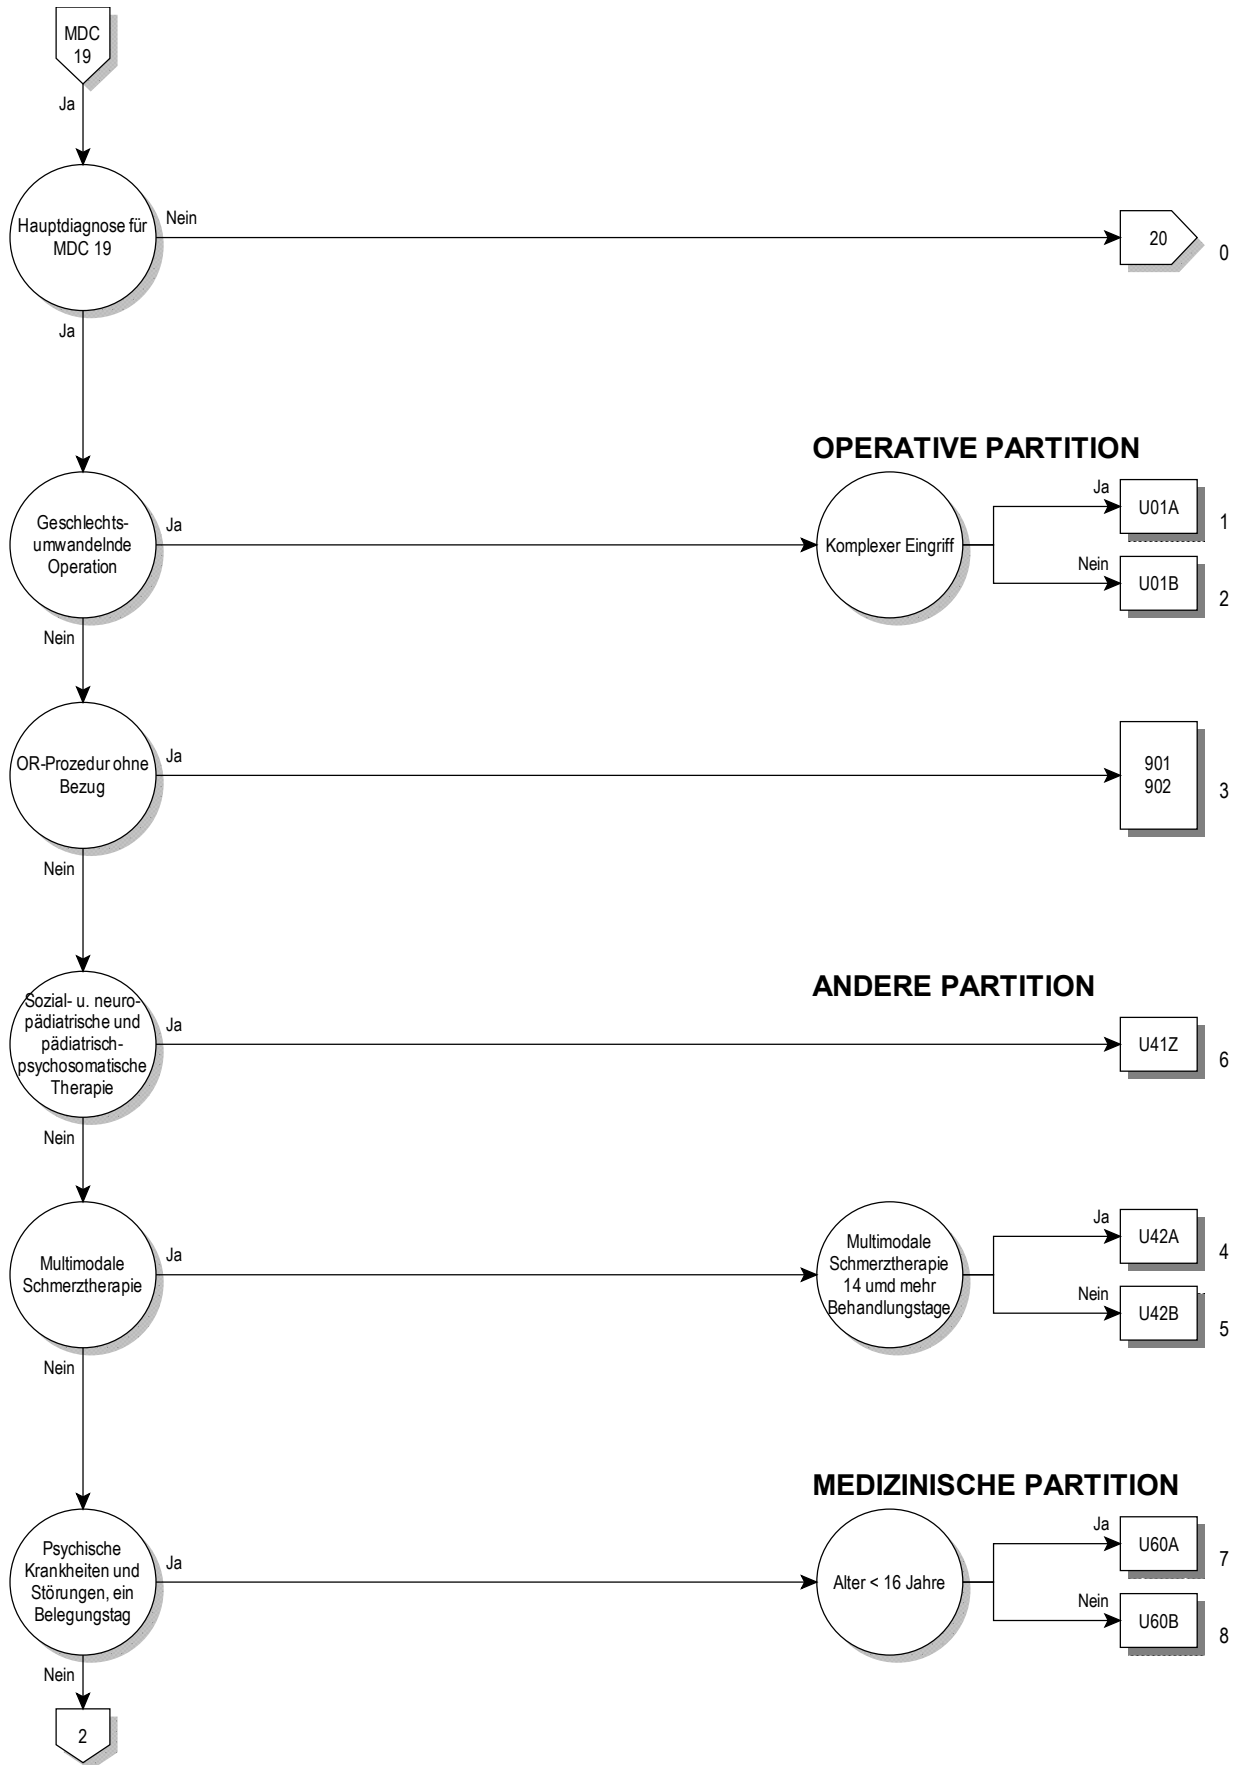 MDC
19
Ja
Hauptdiagnose für
MDC 19
Nein
20
0
Ja
OPERATIVE PARTITION
Geschlechts-
umwandelnde
Operation
Ja
Komplexer Eingriff
Ja
U01A
1
Nein
U01B
2
Nein
OR-Prozedur ohne
Bezug
Ja
901
902
3
Nein
ANDERE PARTITION
Sozial- u. neuro-
pädiatrische und
pädiatrisch-
psychosomatische
Therapie
Ja
U41Z
6
Nein
Multimodale
Schmerztherapie
Ja
Multimodale
Schmerztherapie
14 umd mehr
Behandlungstage
Ja
U42A
4
Nein
U42B
5
Nein
MEDIZINISCHE PARTITION
Psychische
Krankheiten und
Störungen, ein
Belegungstag
Ja
Alter < 16 Jahre
Ja
U60A
7
Nein
U60B
8
Nein
2